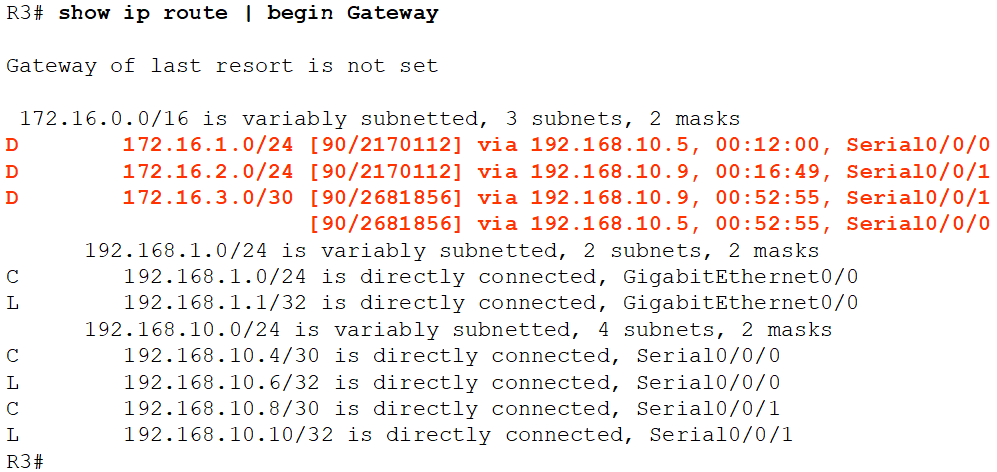 R3# show ip route | begin Gateway
Gateway of last resort is not set
172.16.0.0/16 is variably subnetted, 3 subnets, 2 masks
D 172.16.1.0/24 [90/2170112] via 192.168.10.5, 00:12:00, Serial0/0/0
D 172.16.2.0/24 [90/2170112] via 192.168.10.9, 00:16:49, Serial0/0/1
D 172.16.3.0/30 [90/2681856] via 192.168.10.9, 00:52:55, Serial0/0/1
[90/2681856] via 192.168.10.5, 00:52:55, Serial0/0/0
192.168.1.0/24 is variably subnetted, 2 subnets, 2 masks
C 192.168.1.0/24 is directly connected, GigabitEthernet0/0
L 192.168.1.1/32 is directly connected, GigabitEthernet0/0
192.168.10.0/24 is variably subnetted, 4 subnets, 2 masks
C 192.168.10.4/30 is directly connected, Serial0/0/0
L 192.168.10.6/32 is directly connected, Serial0/0/0
C 192.168.10.8/30 is directly connected, Serial0/0/1
L 192.168.10.10/32 is directly connected, Serial0/0/1
R3#